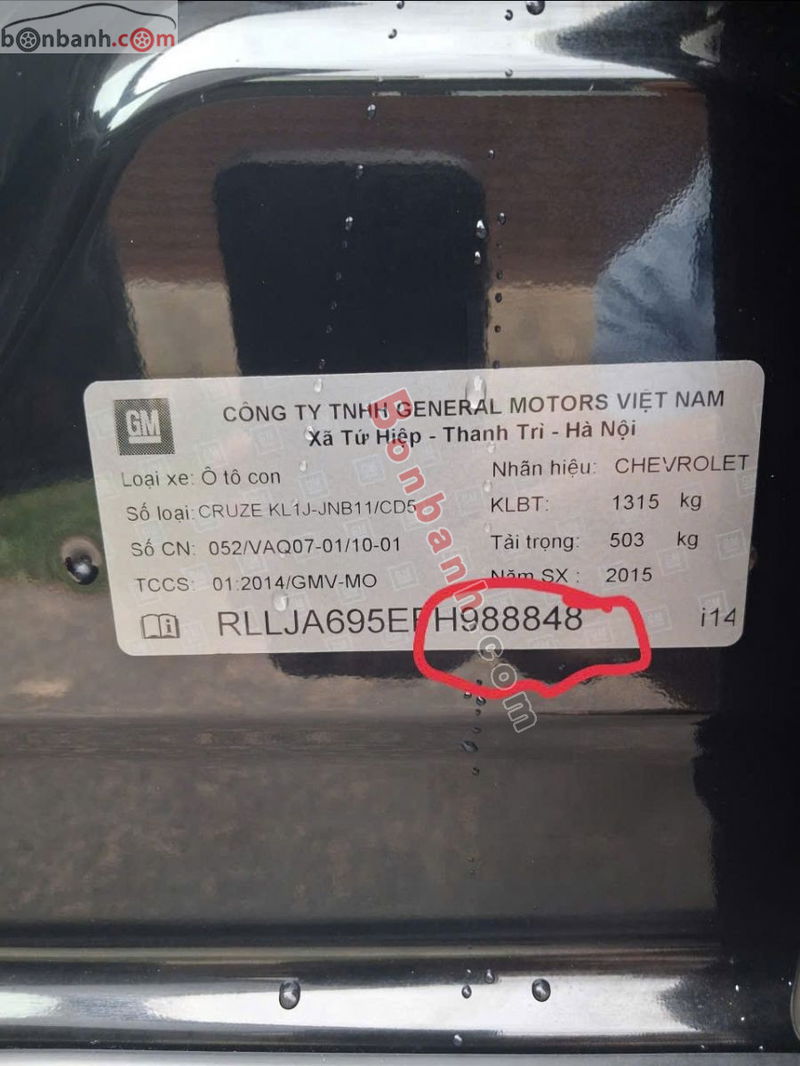 bonbanh.com
GM
CÔNG TY TNHH GENERAL MOTORS VIỆT NAM
Xã Tứ Hiệp - Thanh Trì - Hà Nội
Loại xe: Ô tô con
Nhãn hiệu: CHEVROLET
Số loại: CRUZE KL1J-JNB11/CD5
KLBT: 1315 kg
Số CN: 052/VAQ07-01/10-01
Tải trọng: 503 kg
TCCS: 01:2014/GMV-MO
Năm SX : 2015
i
H988848
i14
Bonbanh.com